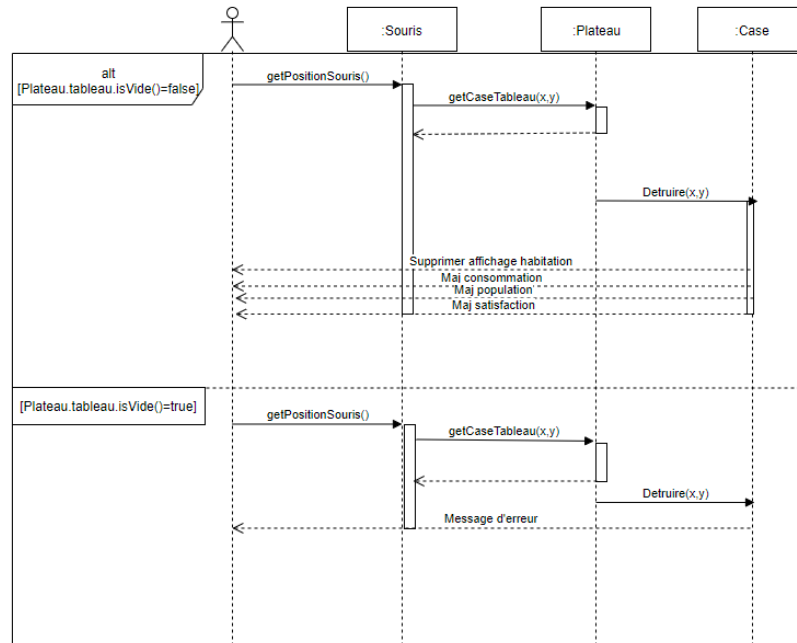 :Souris
:Plateau
:Case
alt
[Plateau.tableau.isVide()=false]
getPositionSouris()
getCaseTableau(x,y)
Detruire(x,y)
Supprimer affichage habitation
Maj consommation
Maj population
Maj satisfaction
[Plateau.tableau.isVide()=true]
getPositionSouris()
getCaseTableau(x,y)
Detruire(x,y)
Message d'erreur